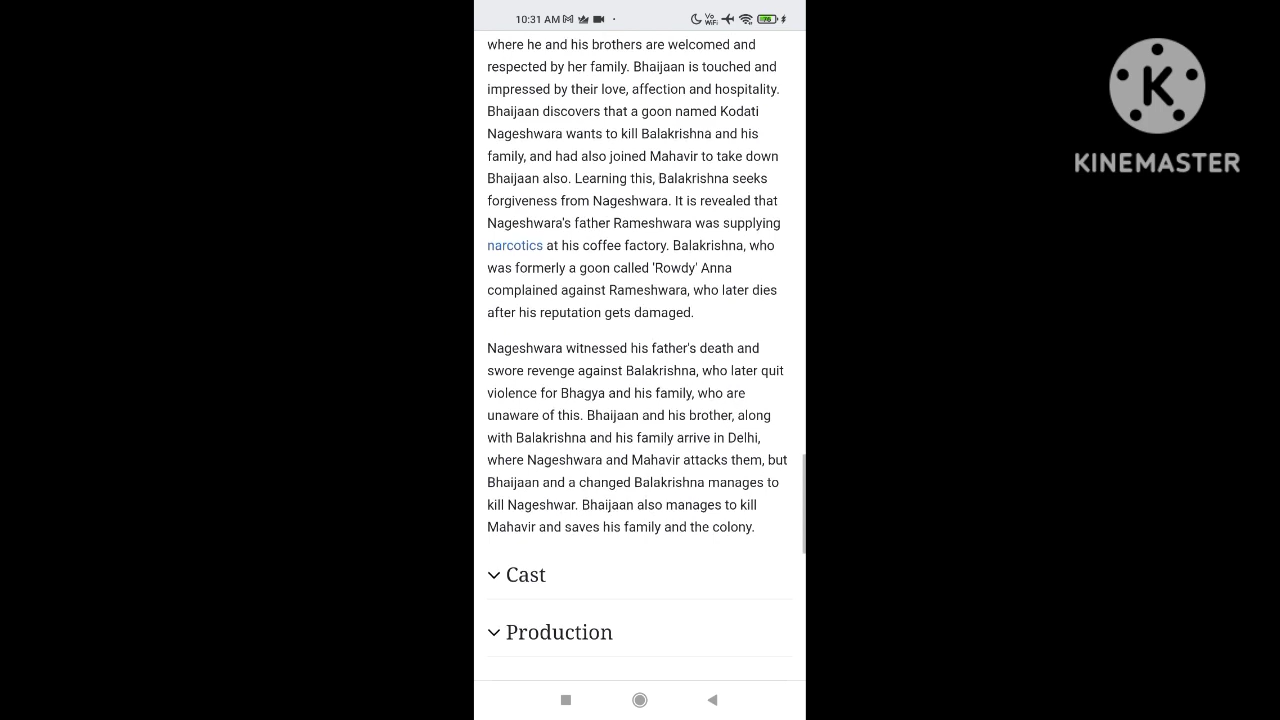 10:31 AM
Vo
WiFi
76
where he and his brothers are welcomed and
respected by her family. Bhaijaan is touched and
impressed by their love, affection and hospitality.
Bhaijaan discovers that a goon named Kodati
Nageshwara wants to kill Balakrishna and his
family, and had also joined Mahavir to take down
Bhaijaan also. Learning this, Balakrishna seeks
forgiveness from Nageshwara. It is revealed that
Nageshwara's father Rameshwara was supplying
narcotics at his coffee factory. Balakrishna, who
was formerly a goon called 'Rowdy' Anna
complained against Rameshwara, who later dies
after his reputation gets damaged.
Nageshwara witnessed his father's death and
swore revenge against Balakrishna, who later quit
violence for Bhagya and his family, who are
unaware of this. Bhaijaan and his brother, along
with Balakrishna and his family arrive in Delhi,
where Nageshwara and Mahavir attacks them, but
Bhaijaan and a changed Balakrishna manages to
kill Nageshwar. Bhaijaan also manages to kill
Mahavir and saves his family and the colony.
Cast
Production
K
KINEMASTER